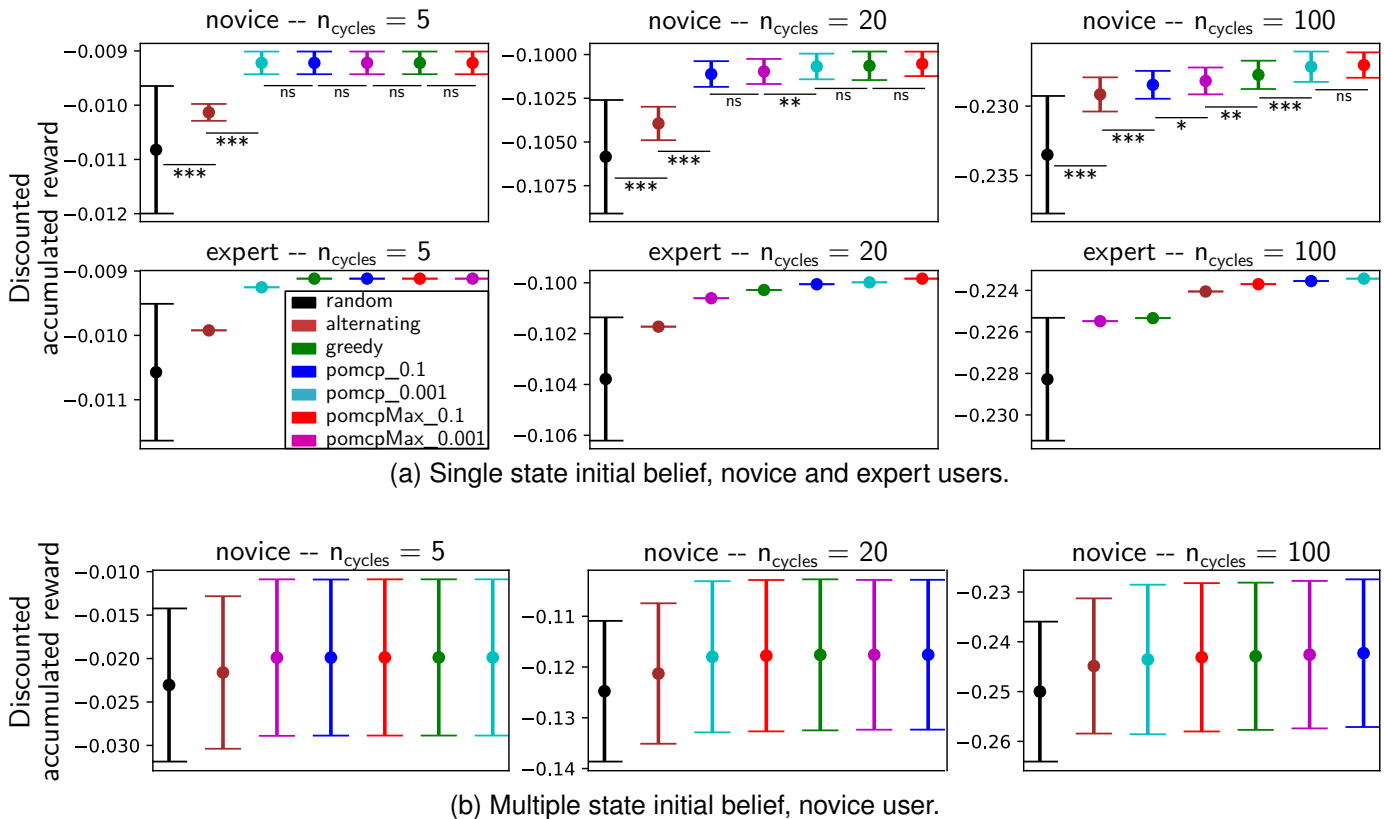 novice -- n_cycles = 5
novice -- n_cycles = 20
novice -- n_cycles = 100
Discounted
accumulated reward
−0.009
−0.010
−0.011
−0.012
***
***
ns
ns
ns
ns
−0.1000
−0.1025
−0.1050
−0.1075
***
***
ns
**
ns
ns
−0.230
−0.235
***
***
*
**
***
ns
expert -- n_cycles = 5
expert -- n_cycles = 20
expert -- n_cycles = 100
−0.009
−0.010
−0.011
random
alternating
greedy
pomcp_0.1
pomcp_0.001
pomcpMax_0.1
pomcpMax_0.001
−0.100
−0.102
−0.104
−0.106
−0.224
−0.226
−0.228
−0.230
(a) Single state initial belief, novice and expert users.
novice -- n_cycles = 5
novice -- n_cycles = 20
novice -- n_cycles = 100
Discounted
accumulated reward
−0.010
−0.015
−0.020
−0.025
−0.030
−0.11
−0.12
−0.13
−0.14
−0.23
−0.24
−0.25
−0.26
(b) Multiple state initial belief, novice user.